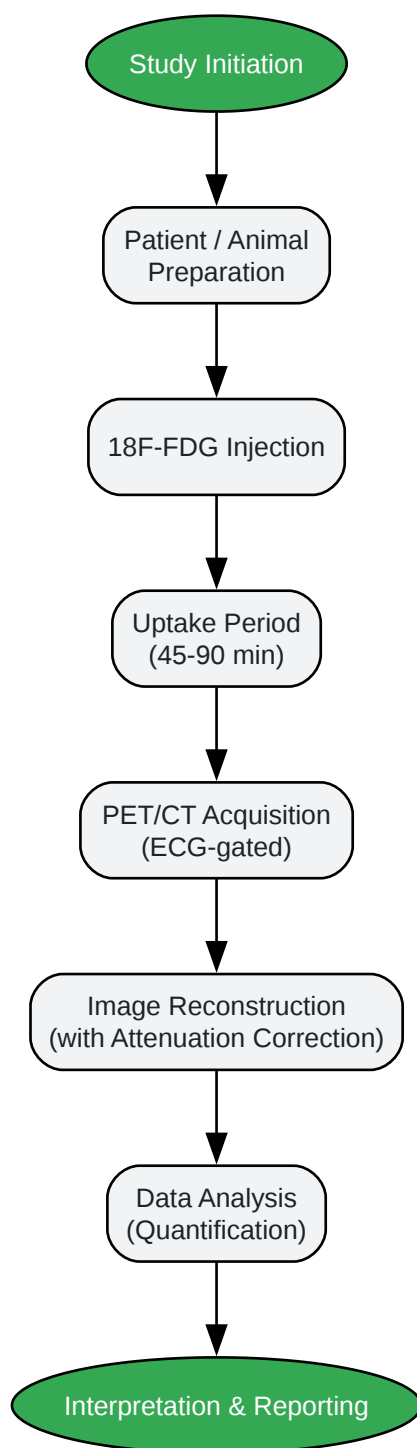 Study Initiation
Patient / Animal
Preparation
18F-FDG Injection
Uptake Period
(45-90 min)
PET/CT Acquisition
(ECG-gated)
Image Reconstruction
(with Attenuation Correction)
Data Analysis
(Quantification)
Interpretation & Reporting